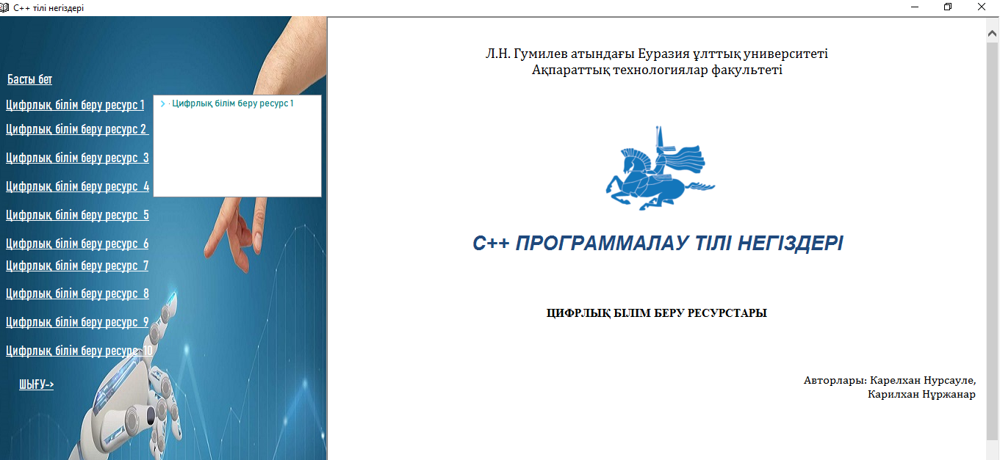 C++ тілі негіздері
Басты бет
Цифрлық білім беру ресурс 1
Цифрлық білім беру ресурс 2
Цифрлық білім беру ресурс 3
Цифрлық білім беру ресурс 4
Цифрлық білім беру ресурс 5
Цифрлық білім беру ресурс 6
Цифрлық білім беру ресурс 7
Цифрлық білім беру ресурс 8
Цифрлық білім беру ресурс 9
Цифрлық білім беру ресурс 10
ШЫҒУ->
Цифрлық білім беру ресурс 1
Л.Н. Гумилев атындағы Еуразия ұлттық университеті
Ақпараттық технологиялар факультеті
C++ ПРОГРАММАЛАУ ТІЛІ НЕГІЗДЕРІ
ЦИФРЛЫҚ БІЛІМ БЕРУ РЕСУРСТАРЫ
Авторлары: Карелхан Нурсауле,
Карилхан Нұржанар